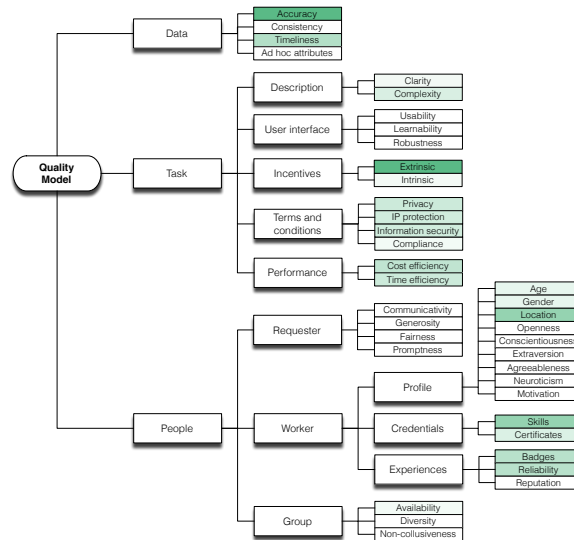 Quality
Model
Data
Accuracy
Consistency
Timeliness
Ad hoc attributes
Task
Description
Clarity
Complexity
User interface
Usability
Learnability
Robustness
Incentives
Extrinsic
Intrinsic
Terms and
conditions
Privacy
IP protection
Information security
Compliance
Performance
Cost efficiency
Time efficiency
People
Requester
Communicativity
Generosity
Fairness
Promptness
Worker
Profile
Age
Gender
Location
Openness
Conscientiousness
Extraversion
Agreeableness
Neuroticism
Motivation
Credentials
Skills
Certificates
Experiences
Badges
Reliability
Reputation
Group
Availability
Diversity
Non-collusiveness